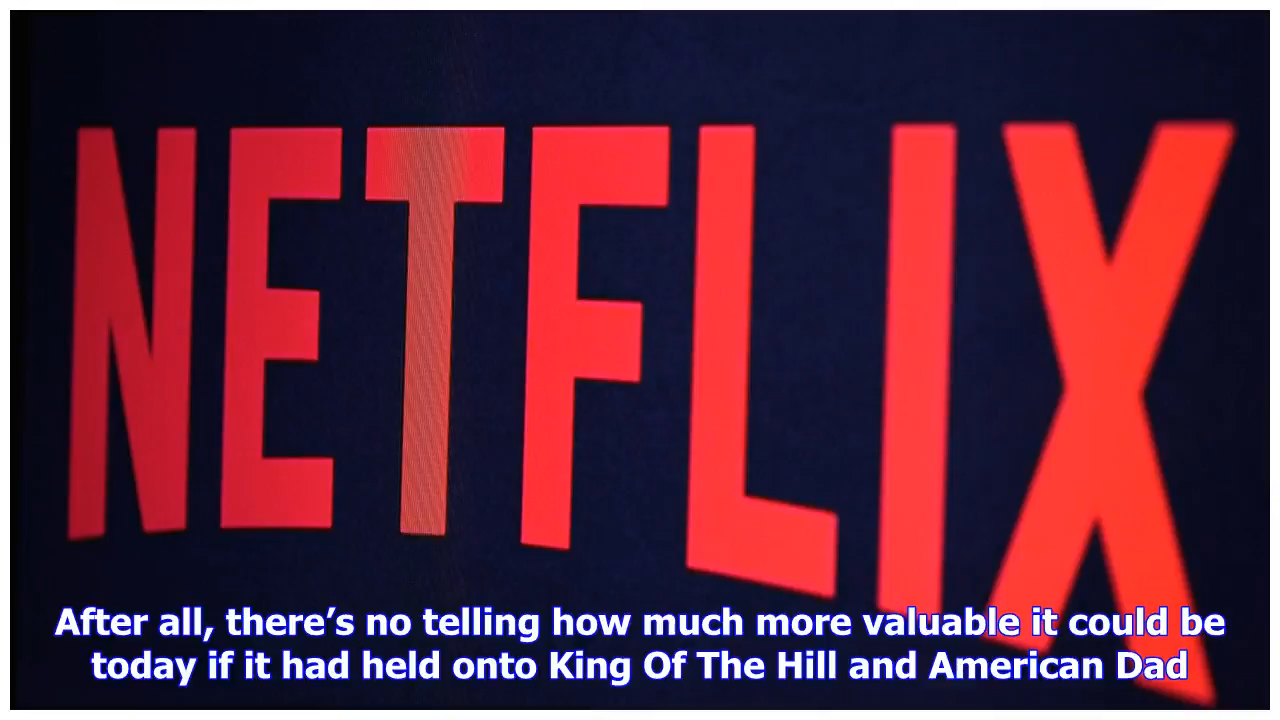 NETFLIX
After all, there’s no telling how much more valuable it could be
today if it had held onto King Of The Hill and American Dad